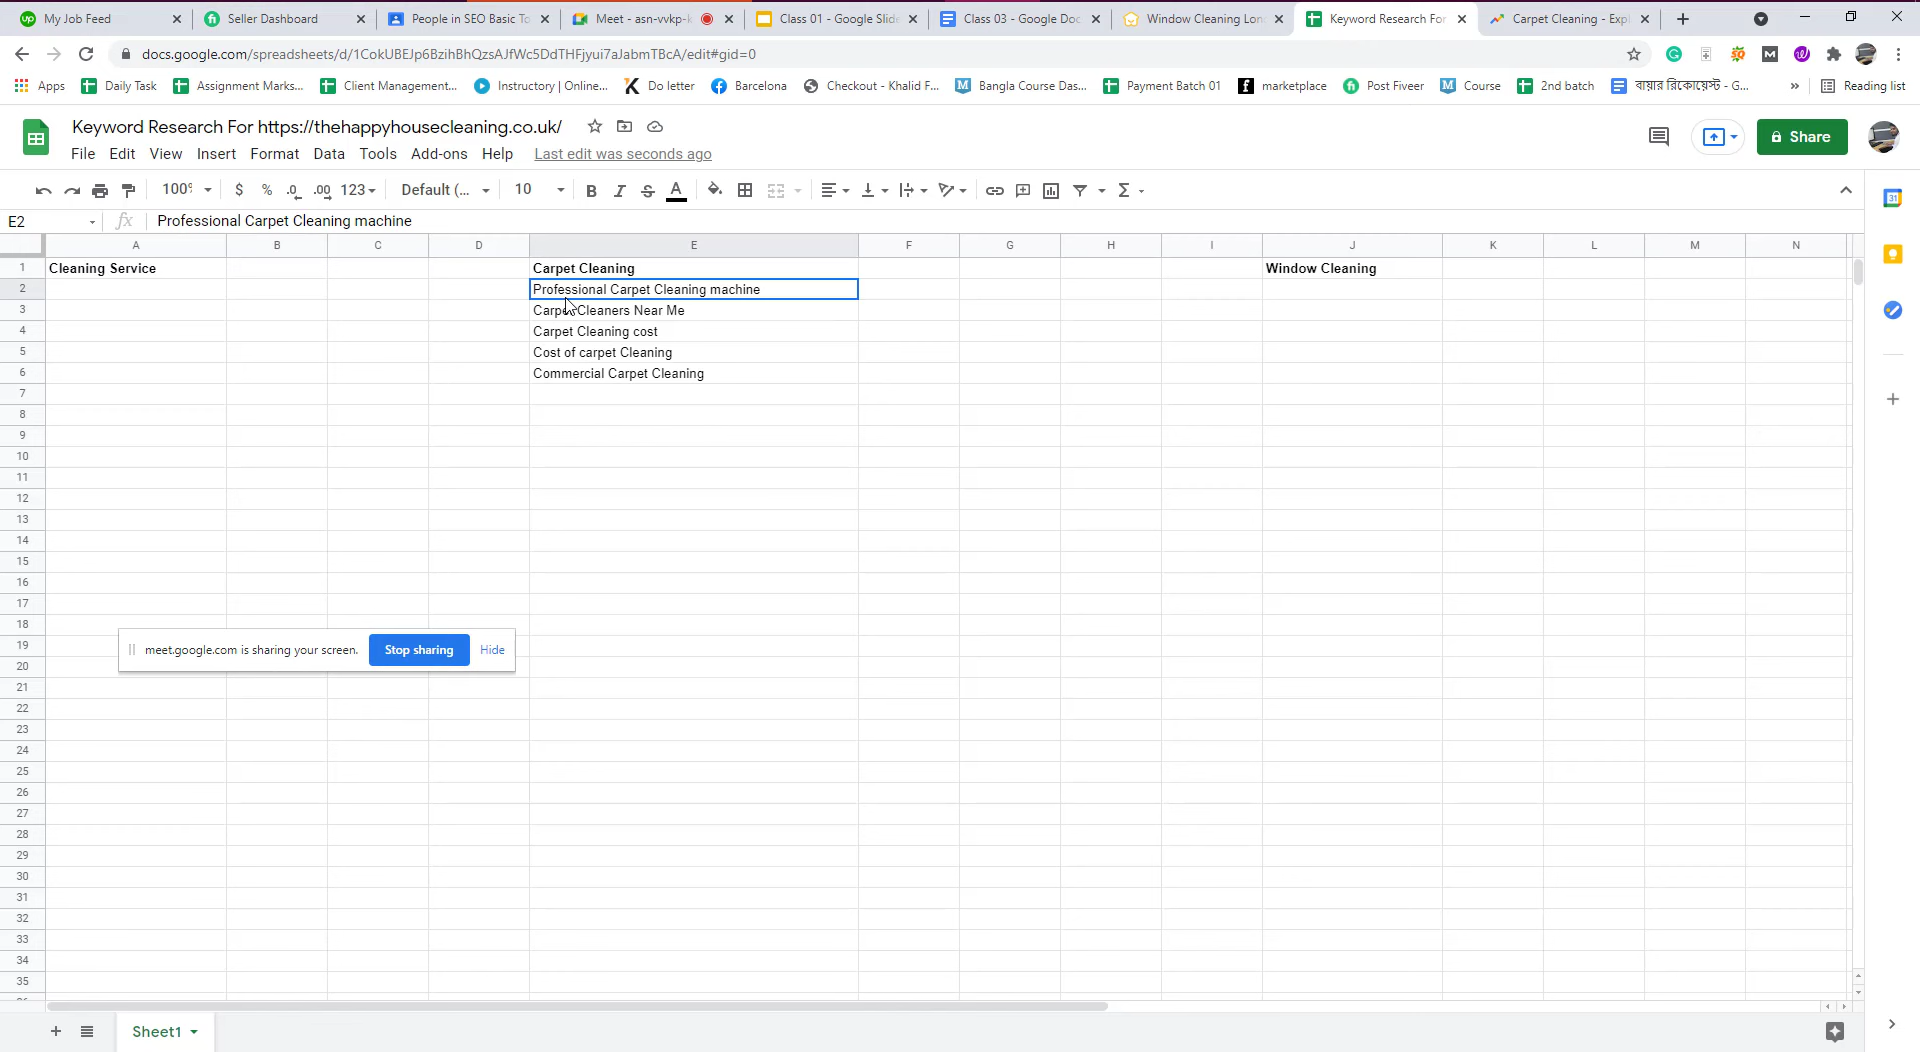 My Job Feed
Seller Dashboard
People in SEO Basic To
Meet - asn-vvkp-k
Class 01 - Google Slide
Class 03 - Google Doc
Window Cleaning Lon
Keyword Research For
Carpet Cleaning - Expl
docs.google.com/spreadsheets/d/1CokUBEJp6BzihBhQzsAJfWc5DdTHFjyui7aJabmTBcA/edit#gid=0
Apps
Daily Task
Assignment Marks...
Client Management...
Instructory | Online...
Do letter
Barcelona
Checkout - Khalid F...
Bangla Course Das...
Payment Batch 01
marketplace
Post Fiveer
Course
2nd batch
বায়ার রিকোয়েস্ট - G...
»
Reading list
Keyword Research For https://thehappyhousecleaning.co.uk/
Share
File Edit View Insert Format Data Tools Add-ons Help Last edit was seconds ago
100% $ % .0 .00 123 Default (... 10 B I S A Σ
E2 fx Professional Carpet Cleaning machine
A B C D E F G H I J K L M N
1 Cleaning Service Carpet Cleaning Window Cleaning
2 Professional Carpet Cleaning machine
3 Carpet Cleaners Near Me
4 Carpet Cleaning cost
5 Cost of carpet Cleaning
6 Commercial Carpet Cleaning
7
8
9
10
11
12
13
14
15
16
17
18
19 meet.google.com is sharing your screen. Stop sharing Hide
20
21
22
23
24
25
26
27
28
29
30
31
32
33
34
35
Sheet1